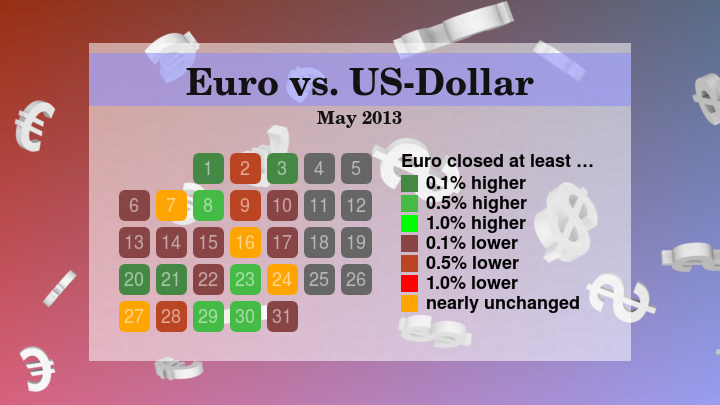 Euro vs. US-Dollar
May 2013
1 2 3 4 5
6 7 8 9 10 11 12
13 14 15 16 17 18 19
20 21 22 23 24 25 26
27 28 29 30 31
Euro closed at least …
0.1% higher
0.5% higher
1.0% higher
0.1% lower
0.5% lower
1.0% lower
nearly unchanged